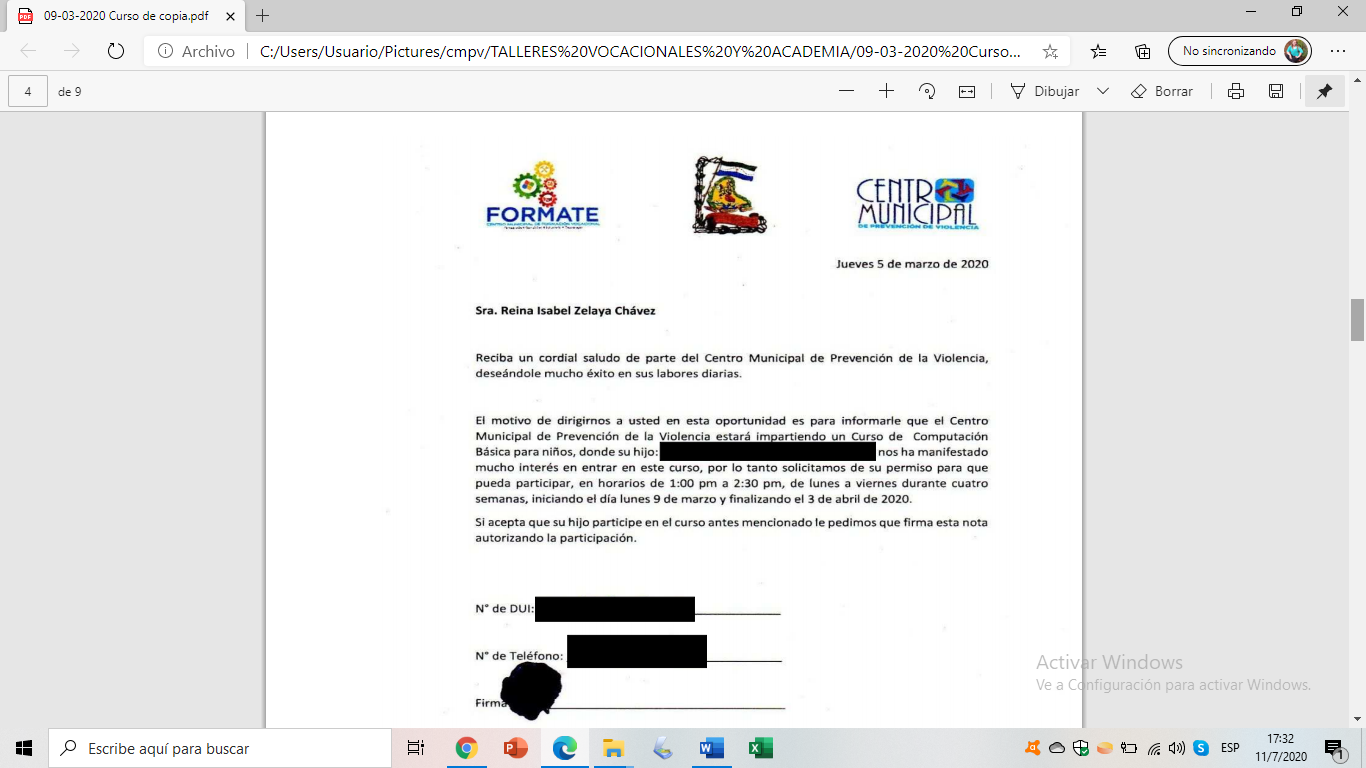 09-03-2020 Curso de copia.pdf
Archivo
C:/Users/Usuario/Pictures/cmpv/TALLERES%20VOCACIONALES%20Y%20ACADEMIA/09-03-2020%20Curso...
No sincronizando
4 de 9
Dibujar
Borrar
FORMATE
CENTRO MUNICIPAL DE FORMACIÓN VOCACIONAL
CENTRO
MUNICIPAL
DE PREVENCIÓN DE VIOLENCIA
Jueves 5 de marzo de 2020
Sra. Reina Isabel Zelaya Chávez
Reciba un cordial saludo de parte del Centro Municipal de Prevención de la Violencia,
deseándole mucho éxito en sus labores diarias.
El motivo de dirigirnos a usted en esta oportunidad es para informarle que el Centro
Municipal de Prevención de la Violencia estará impartiendo un Curso de Computación
Básica para niños, donde su hijo: nos ha manifestado
mucho interés en entrar en este curso, por lo tanto solicitamos de su permiso para que
pueda participar, en horarios de 1:00 pm a 2:30 pm, de lunes a viernes durante cuatro
semanas, iniciando el día lunes 9 de marzo y finalizando el 3 de abril de 2020.
Si acepta que su hijo participe en el curso antes mencionado le pedimos que firma esta nota
autorizando la participación.
N° de DUI:
N° de Teléfono:
Firma
Activar Windows
Ve a Configuración para activar Windows.
Escribe aquí para buscar
ESP
17:32
11/7/2020
1